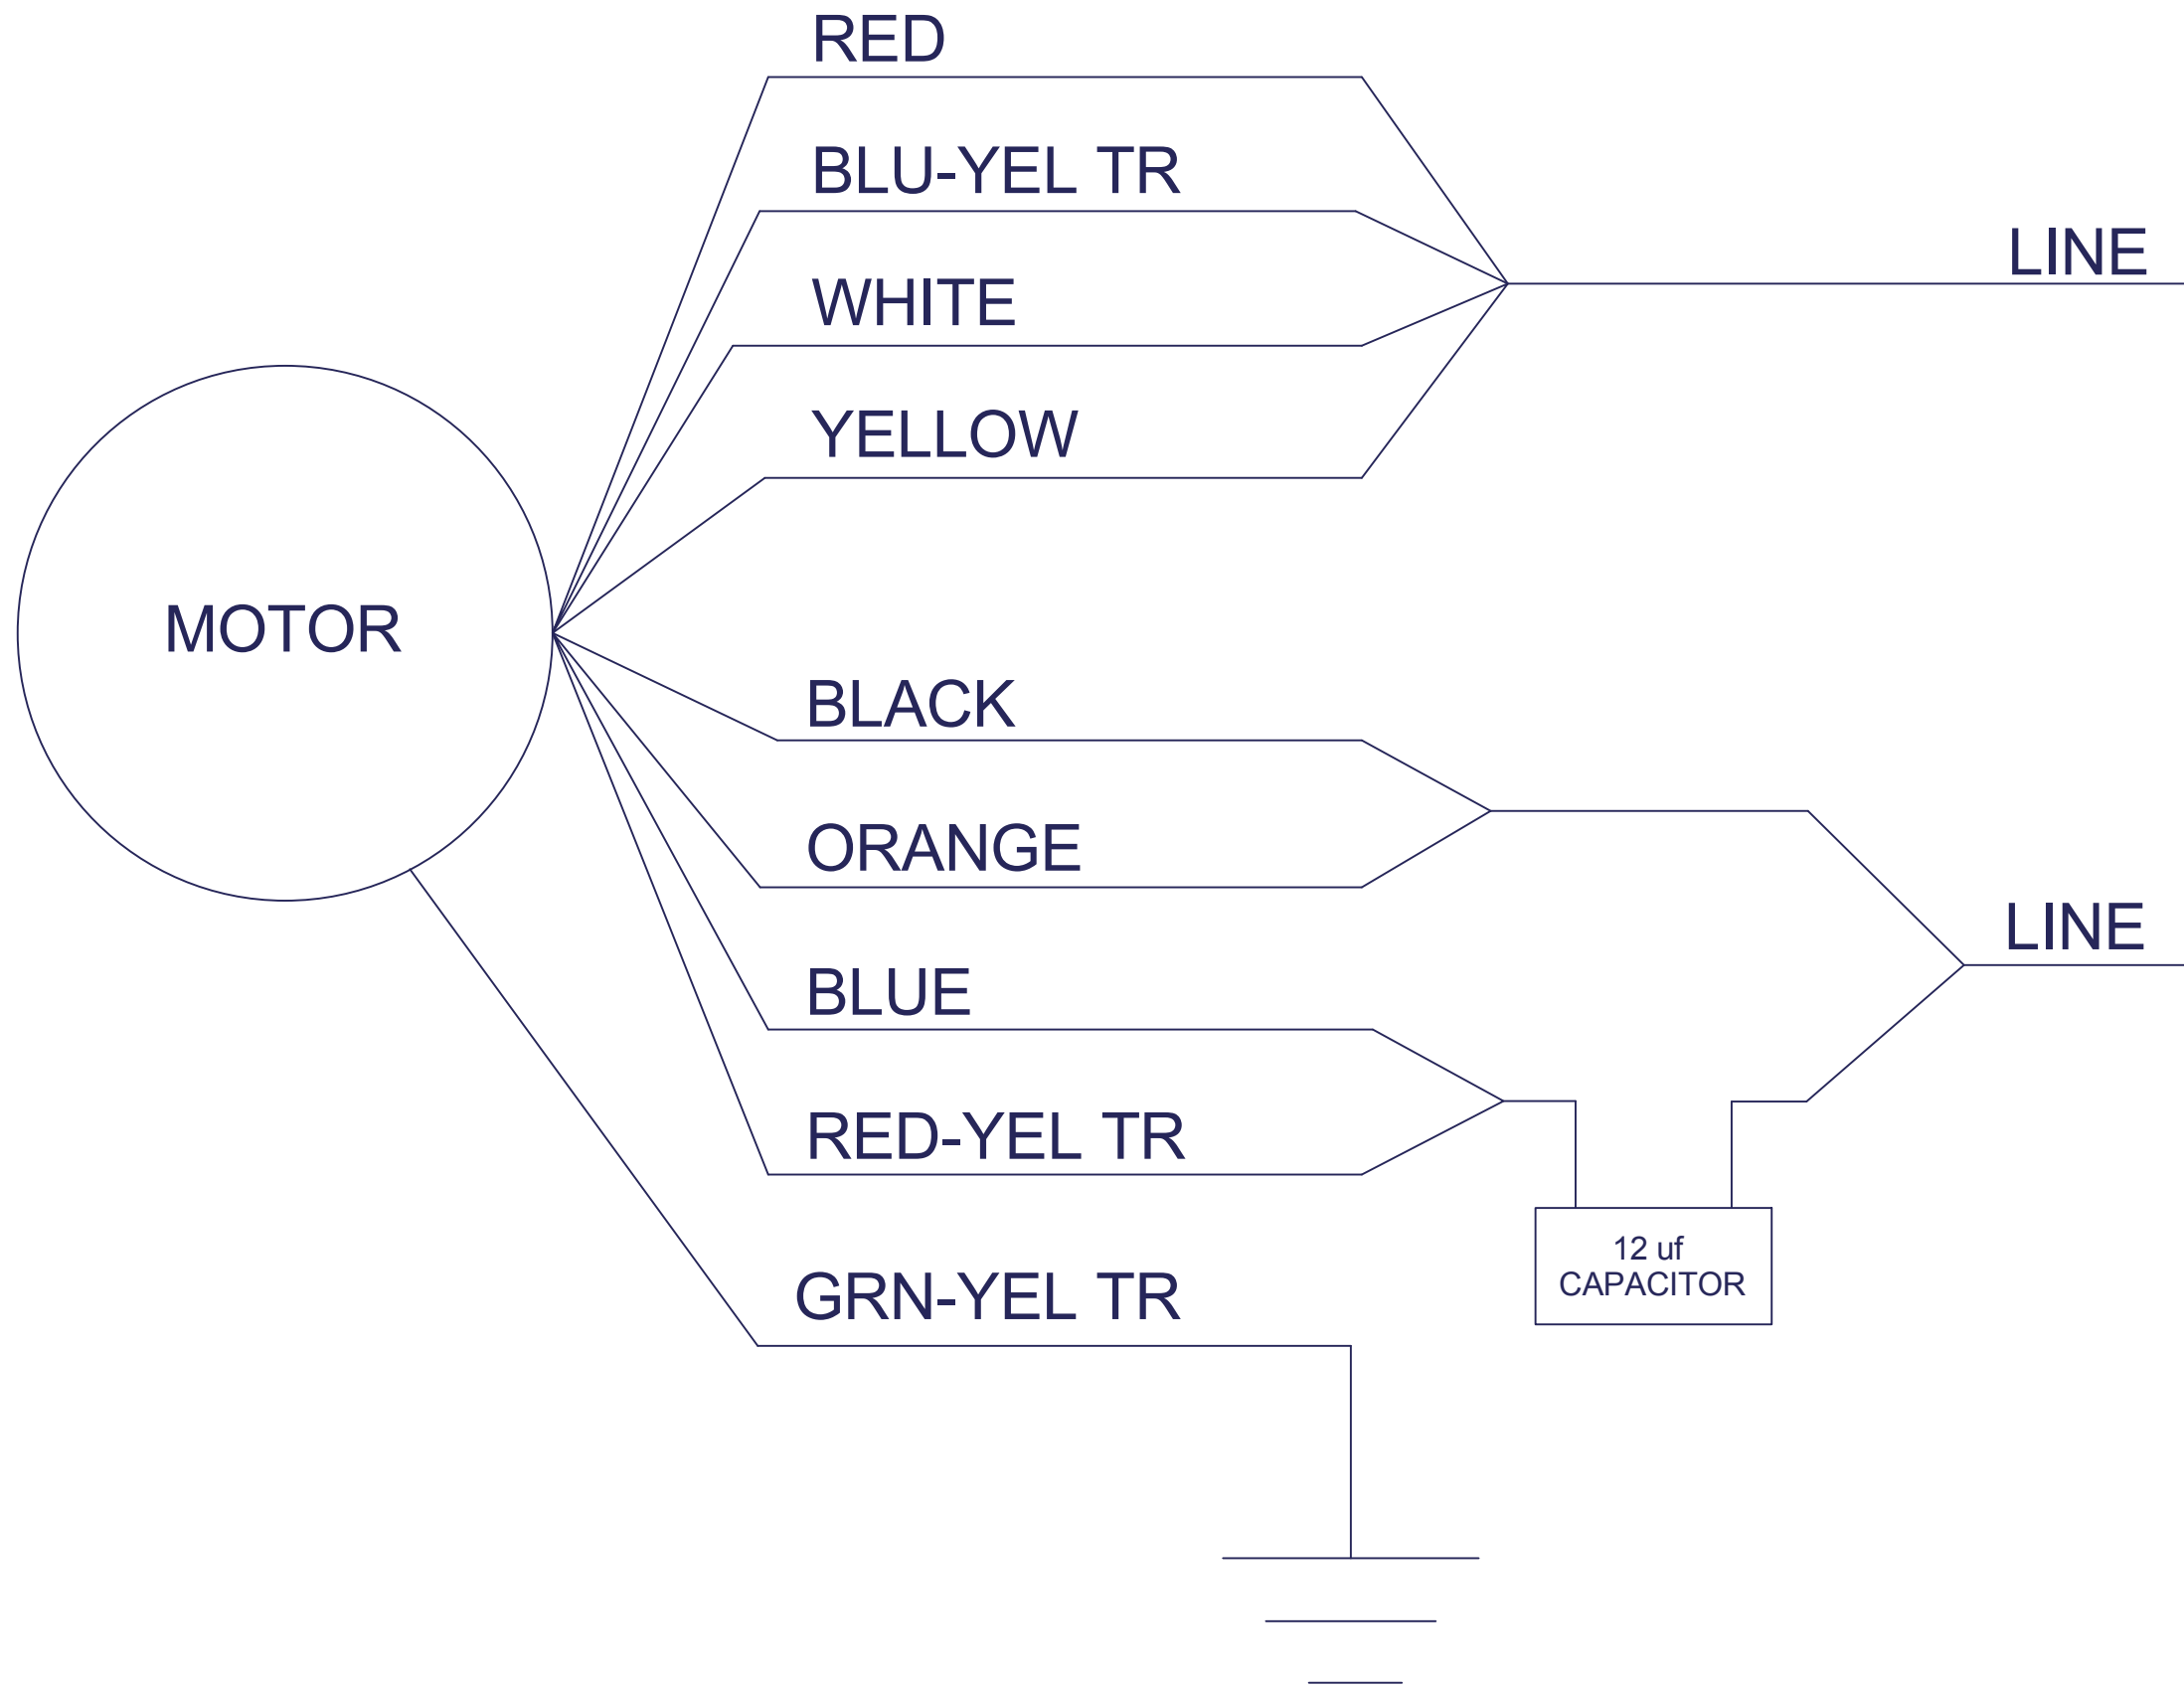 RED
BLU-YEL TR
LINE
WHITE
YELLOW
MOTOR
BLACK
ORANGE
LINE
BLUE
RED-YEL TR
12 uf
CAPACITOR
GRN-YEL TR